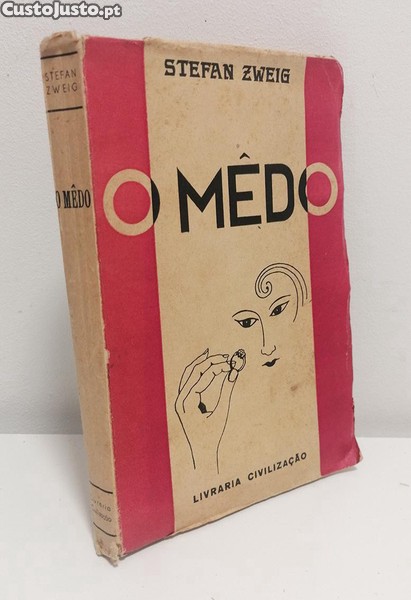 CustoJusto.pt
STEFAN
ZWEIG
O MÊDO
STEFAN ZWEIG
O MÊDO
LIVRARIA CIVILIZAÇÃO